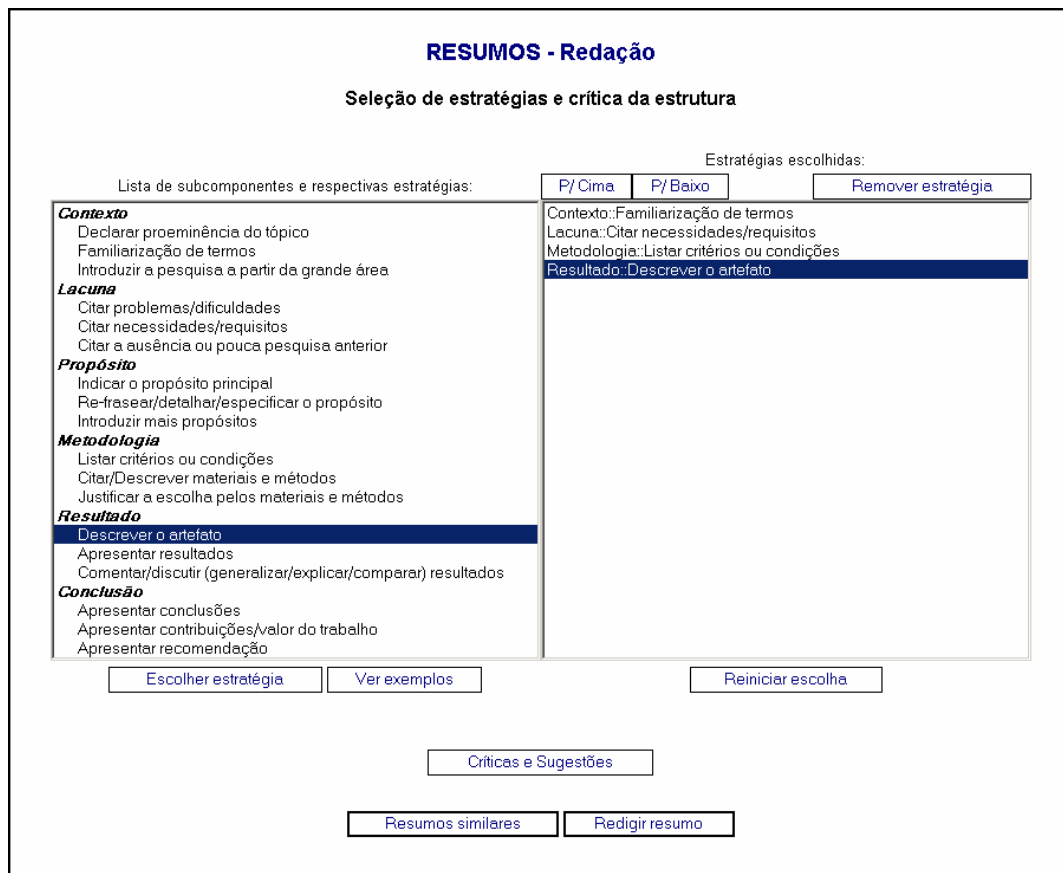 RESUMOS - Redação
Seleção de estratégias e crítica da estrutura
Estratégias escolhidas:
Lista de subcomponentes e respectivas estratégias:
P/ Cima
P/ Baixo
Remover estratégia
Contexto
Declarar proeminência do tópico
Familiarização de termos
Introduzir a pesquisa a partir da grande área
Lacuna
Citar problemas/dificuldades
Citar necessidades/requisitos
Citar a ausência ou pouca pesquisa anterior
Propósito
Indicar o propósito principal
Re-frasear/detalhar/especificar o propósito
Introduzir mais propósitos
Metodologia
Listar critérios ou condições
Citar/Descrever materiais e métodos
Justificar a escolha pelos materiais e métodos
Resultado
Descrever o artefato
Apresentar resultados
Comentar/discutir (generalizar/explicar/comparar) resultados
Conclusão
Apresentar conclusões
Apresentar contribuições/valor do trabalho
Apresentar recomendação
Contexto::Familiarização de termos
Lacuna::Citar necessidades/requisitos
Metodologia::Listar critérios ou condições
Resultado::Descrever o artefato
Escolher estratégia
Ver exemplos
Reiniciar escolha
Críticas e Sugestões
Resumos similares
Redigir resumo